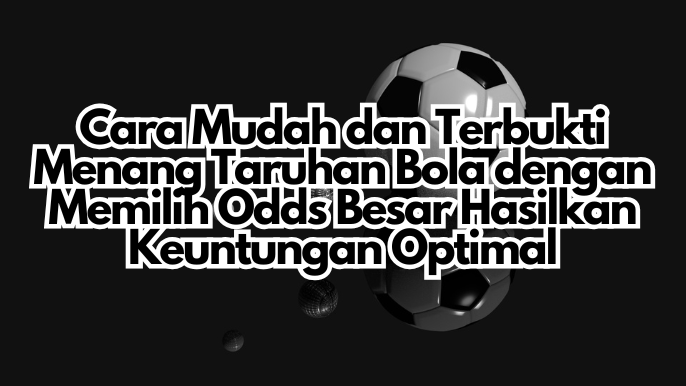 Cara Mudah dan Terbukti
Menang Taruhan Bola dengan
Memilih Odds Besar Hasilkan
Keuntungan Optimal